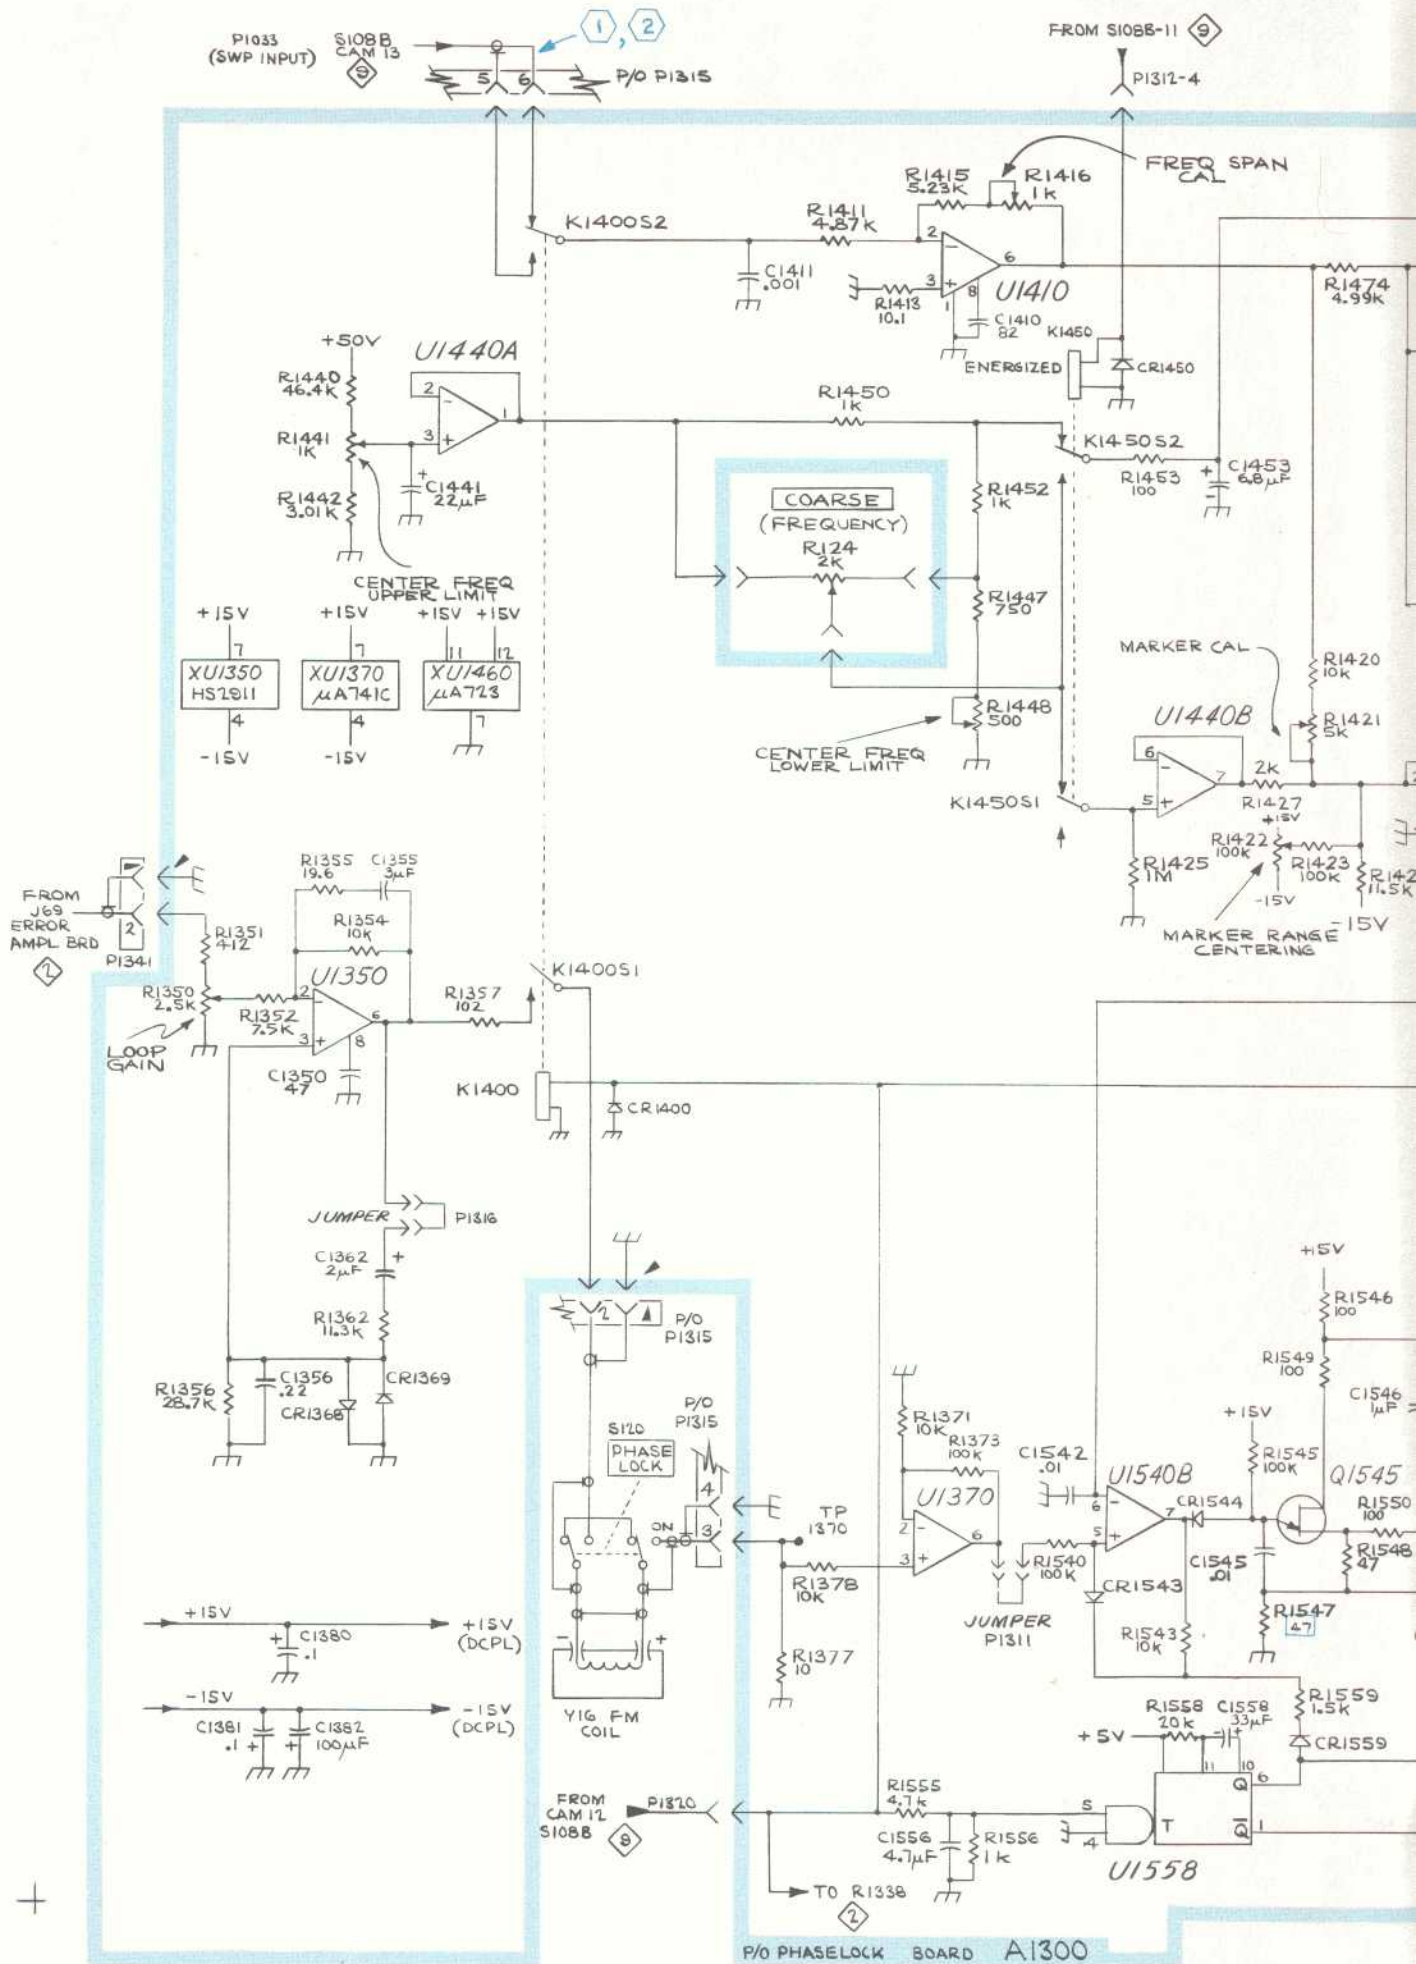 P1033
(SWP INPUT)
S108B
CAM 13
9
5 6
P/O P1315
1, 2
FROM S108B-11 9
P1312-4
FREQ SPAN
CAL
R1415
5.23K
R1416
1K
R1411
4.87K
K1400S2
C1411
.001
2
-
3
+
6
8
1
R1413
10.1
U1410
C1410
82
K1450
ENERGIZED
CR1450
R1474
4.99K
+50V
U1440A
R1440
46.4K
R1441
1K
R1442
3.01K
2
-
3
+
1
+
C1441
22µF
CENTER FREQ
UPPER LIMIT
R1450
1K
K1450S2
R1453
100
+
-
C1453
6.8µF
COARSE
(FREQUENCY)
R124
2K
R1452
1K
R1447
750
R1448
500
CENTER FREQ
LOWER LIMIT
+15V
7
XU1350
HS2911
4
-15V
+15V
7
XU1370
µA741C
4
-15V
+15V +15V
11 12
XU1460
µA723
7
MARKER CAL
R1420
10K
R1421
5K
U1440B
6
-
5
+
7
2K
R1427
K1450S1
R1425
1M
+15V
R1422
100K
R1423
100K
-15V
11.5K
-15V
MARKER RANGE
CENTERING
FROM
J69
ERROR
AMPL BRD
2
2
P1341
R1351
412
R1350
2.5K
LOOP
GAIN
R1352
7.5K
R1355
19.6
C1355
3µF
R1354
10K
U1350
2
-
3
+
6
8
C1350
47
R1357
102
K1400S1
K1400
CR1400
JUMPER
P1316
C1362
2µF
+
R1362
11.3K
R1356
28.7K
C1356
.22
CR1368
CR1369
2
P/O
P1315
P/O
P1315
S120
PHASE
LOCK
4
3
ON
TP
1370
- +
YIG FM
COIL
R1378
10K
R1377
10
R1371
10K
R1373
100K
U1370
2
-
3
+
6
JUMPER
P1311
R1540
100K
C1542
.01
U1540B
6
-
5
+
7
CR1544
CR1543
R1543
10K
+15V
R1546
100
R1549
100
+15V
R1545
100K
C1546
1µF
Q1545
R1550
100
R1548
47
C1545
.01
R1547
47
R1559
1.5K
CR1559
+15V
+15V
(DCPL)
+
C1380
.1
-15V
-15V
(DCPL)
C1381
.1
+
+
C1382
100µF
FROM
CAM 12
S108B
9
P1320
R1555
4.7K
C1556
4.7µF
R1556
1K
+5V
R1558
20K
C1558
33µF
- +
11 10
5
4
T
Q
6
Q
1
U1558
TO R1338
2
P/O PHASELOCK BOARD A1300